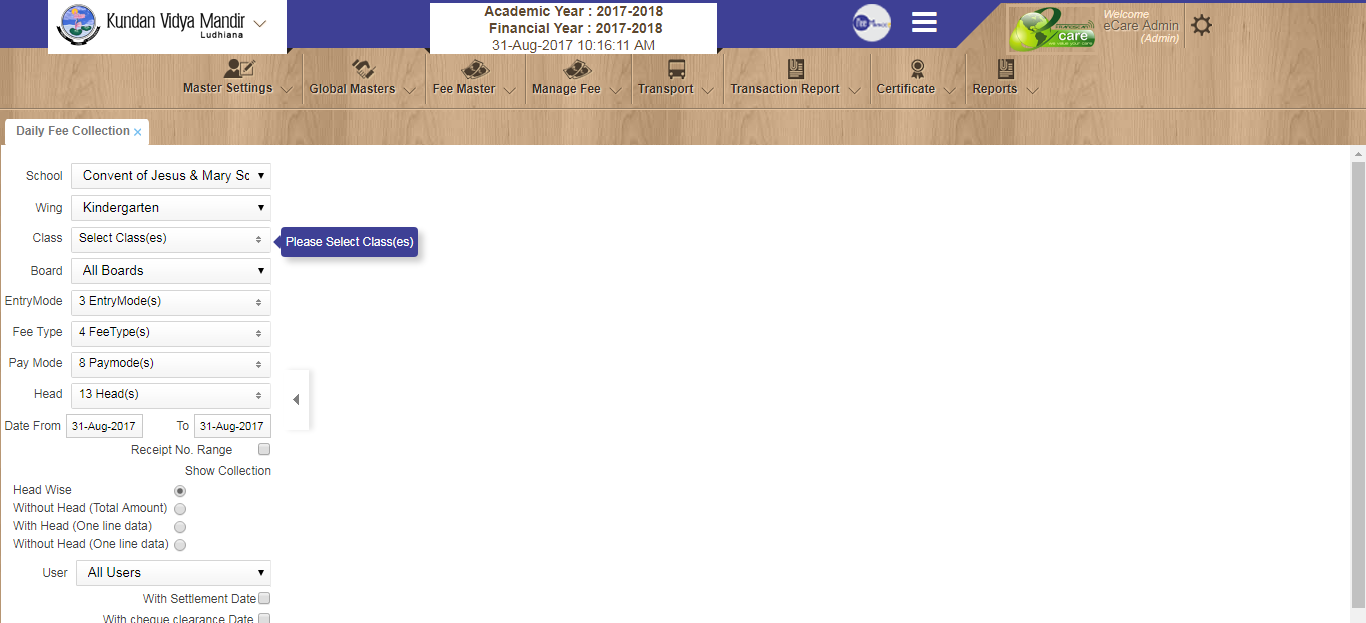 Kundan Vidya Mandir
Ludhiana
Academic Year : 2017-2018
Financial Year : 2017-2018
31-Aug-2017 10:16:11 AM
care
Welcome
eCare Admin
(Admin)
Master Settings
Global Masters
Fee Master
Manage Fee
Transport
Transaction Report
Certificate
Reports
Daily Fee Collection ×
School Convent of Jesus & Mary Sc
Wing Kindergarten
Class Select Class(es) Please Select Class(es)
Board All Boards
EntryMode 3 EntryMode(s)
Fee Type 4 FeeType(s)
Pay Mode 8 Paymode(s)
Head 13 Head(s)
Date From 31-Aug-2017 To 31-Aug-2017
Receipt No. Range
Show Collection
Head Wise
Without Head (Total Amount)
With Head (One line data)
Without Head (One line data)
User All Users
With Settlement Date
With cheque clearance Date